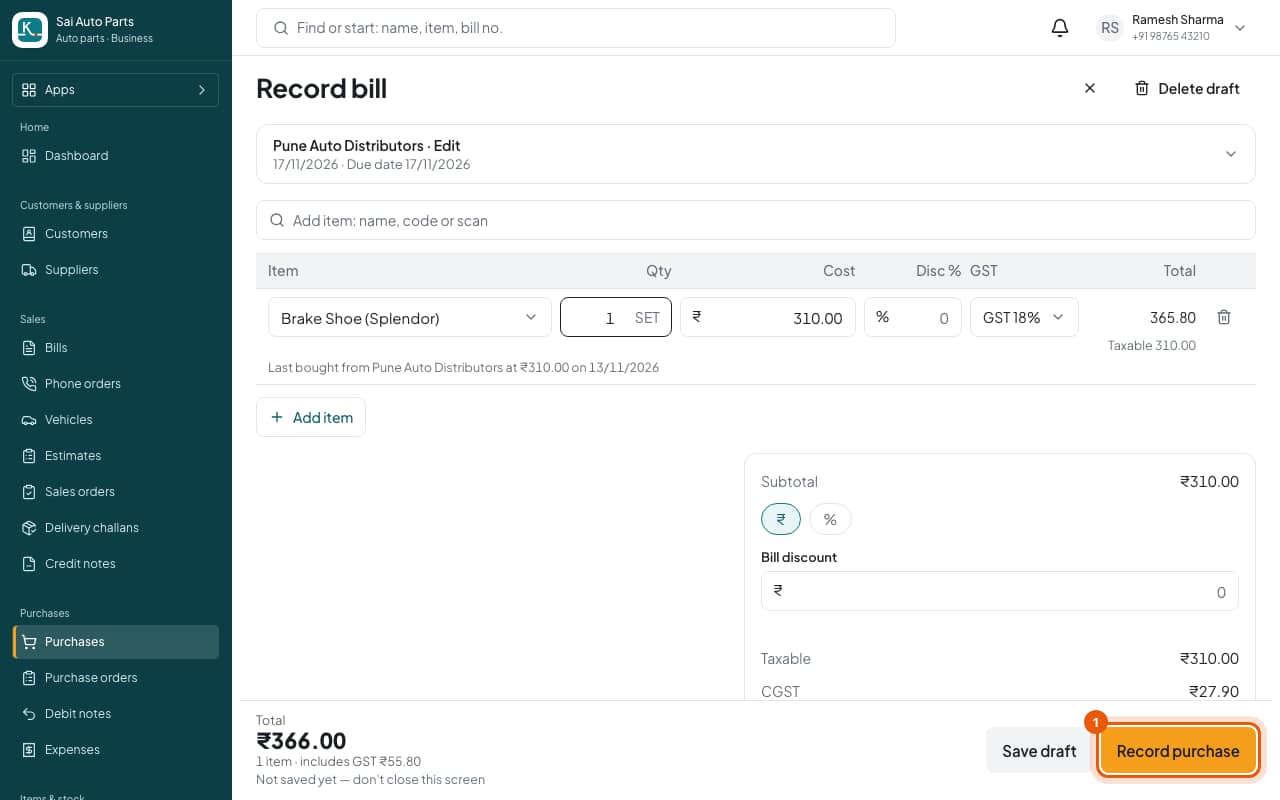 K
Sai Auto Parts
Auto parts · Business
Apps
Home
Dashboard
Customers & suppliers
Customers
Suppliers
Sales
Bills
Phone orders
Vehicles
Estimates
Sales orders
Delivery challans
Credit notes
Purchases
Purchases
Purchase orders
Debit notes
Expenses
Items & stock
Find or start: name, item, bill no.
RS
Ramesh Sharma
+91 98765 43210
Record bill
Delete draft
Pune Auto Distributors · Edit
17/11/2026 · Due date 17/11/2026
Add item: name, code or scan
Item Qty Cost Disc % GST Total
Brake Shoe (Splendor) 1 SET ₹ 310.00 % 0 GST 18% 365.80
Taxable 310.00
Last bought from Pune Auto Distributors at ₹310.00 on 13/11/2026
Add item
Subtotal ₹310.00
₹ %
Bill discount
₹ 0
Taxable ₹310.00
CGST ₹27.90
Total
₹366.00
1 item · includes GST ₹55.80
Not saved yet — don't close this screen
Save draft
1
Record purchase